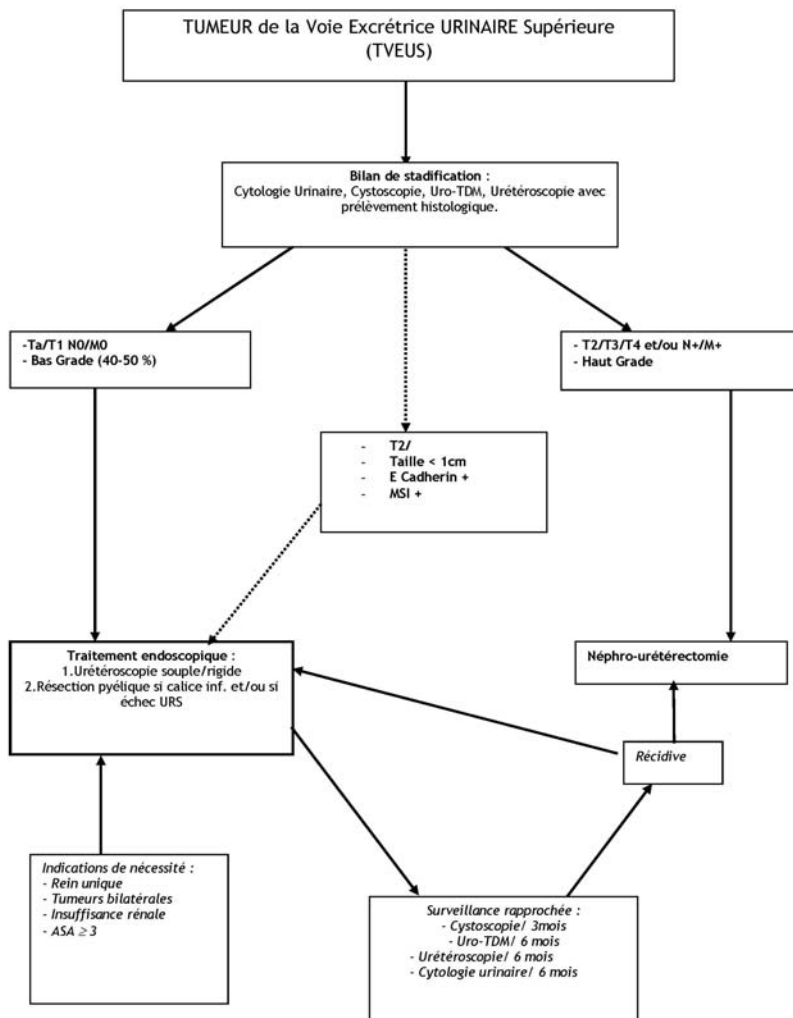 TUMEUR de la Voie Excrétrice URINAIRE Supérieure
(TVEUS)
Bilan de stadification :
Cytologie Urinaire, Cystoscopie, Uro-TDM, Urétéroscopie avec
prélèvement histologique.
-Ta/T1 N0/M0
- Bas Grade (40-50 %)
- T2/T3/T4 et/ou N+/M+
- Haut Grade
- T2/
- Taille < 1cm
- E Cadherin +
- MSI +
Traitement endoscopique :
1.Urétéroscopie souple/rigide
2.Résection pyélique si calice inf. et/ou si
échec URS
Néphro-urétérectomie
Récidive
Indications de nécessité :
- Rein unique
- Tumeurs bilatérales
- Insuffisance rénale
- ASA ≥ 3
Surveillance rapprochée :
- Cystoscopie/ 3mois
- Uro-TDM/ 6 mois
- Urétéroscopie/ 6 mois
- Cytologie urinaire/ 6 mois